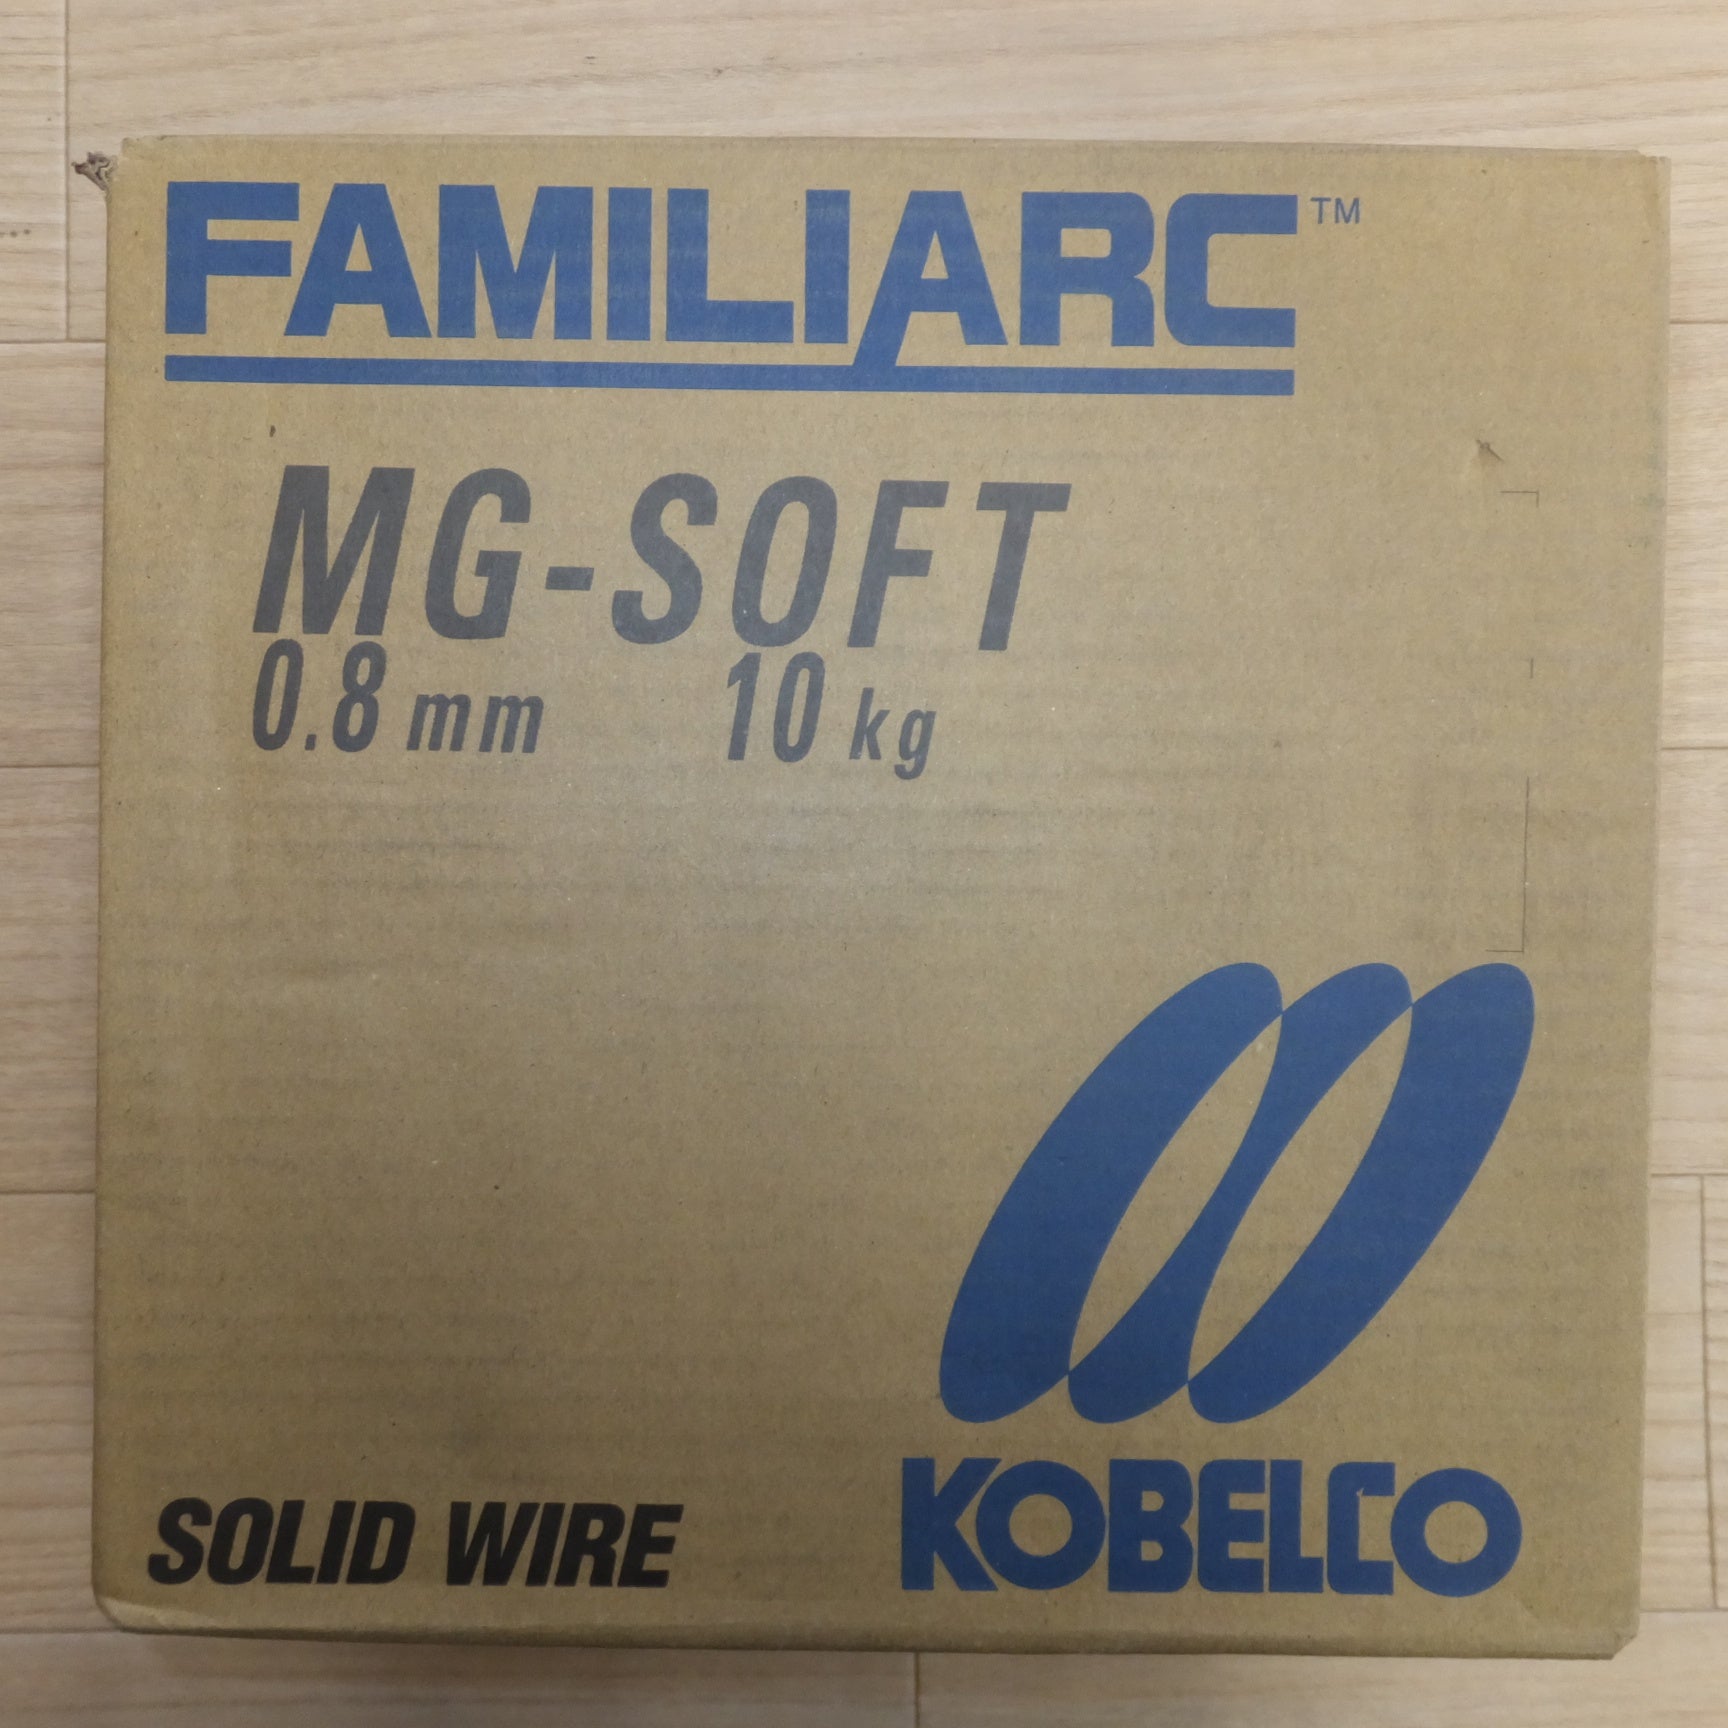 FAMILIARC™
MG-SOFT
0.8 mm 10 kg
KOBELCO
SOLID WIRE